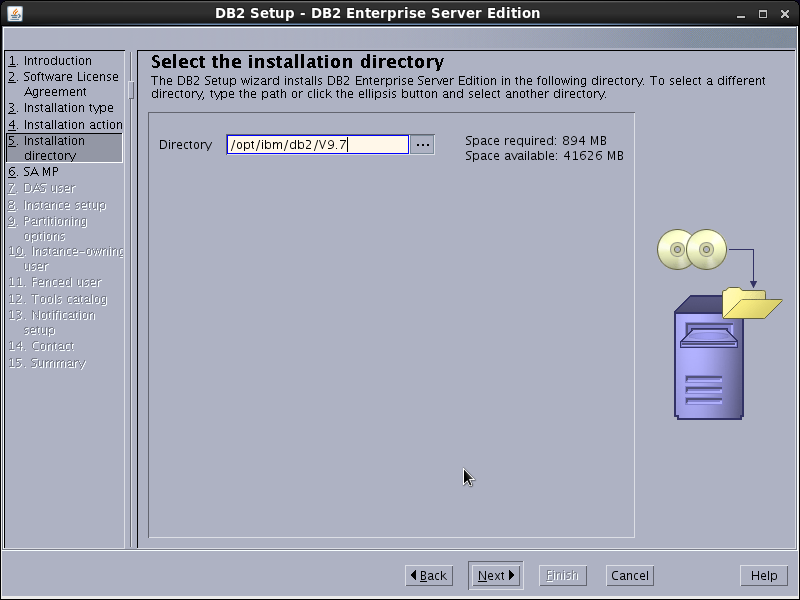 DB2 Setup - DB2 Enterprise Server Edition
1. Introduction
2. Software License
Agreement
3. Installation type
4. Installation action
5. Installation
directory
6. SA MP
7. DAS user
8. Instance setup
9. Partitioning
options
10. Instance-owning
user
11. Fenced user
12. Tools catalog
13. Notification
setup
14. Contact
15. Summary
Select the installation directory
The DB2 Setup wizard installs DB2 Enterprise Server Edition in the following directory. To select a different
directory, type the path or click the ellipsis button and select another directory.
Directory /opt/ibm/db2/V9.7 ... Space required: 894 MB
Space available: 41626 MB
Back Next Finish Cancel Help